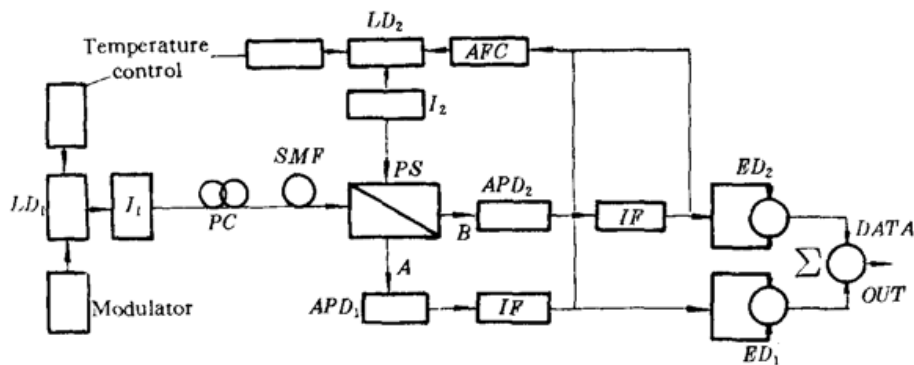 LD₂
Temperature
control
AFC
I₂
SMF
PS
APD₂
ED₂
LD₁
I₁
PC
B
IF
DATA
Σ
A
OUT
Modulator
APD₁
IF
ED₁